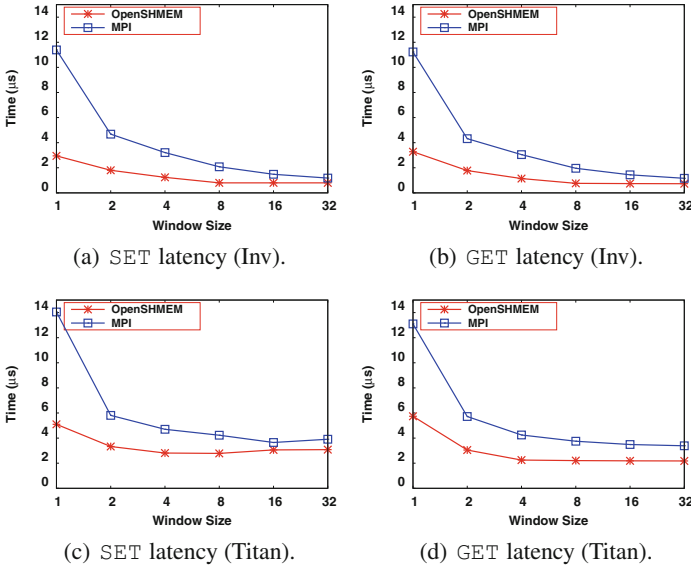 14
12
10
8
6
4
2
0
Time (μs)
OpenSHMEM
MPI
1 2 4 8 16 32
Window Size
(a) SET latency (Inv).
14
12
10
8
6
4
2
0
Time (μs)
OpenSHMEM
MPI
1 2 4 8 16 32
Window Size
(b) GET latency (Inv).
14
12
10
8
6
4
2
0
Time (μs)
OpenSHMEM
MPI
1 2 4 8 16 32
Window Size
(c) SET latency (Titan).
14
12
10
8
6
4
2
0
Time (μs)
OpenSHMEM
MPI
1 2 4 8 16 32
Window Size
(d) GET latency (Titan).